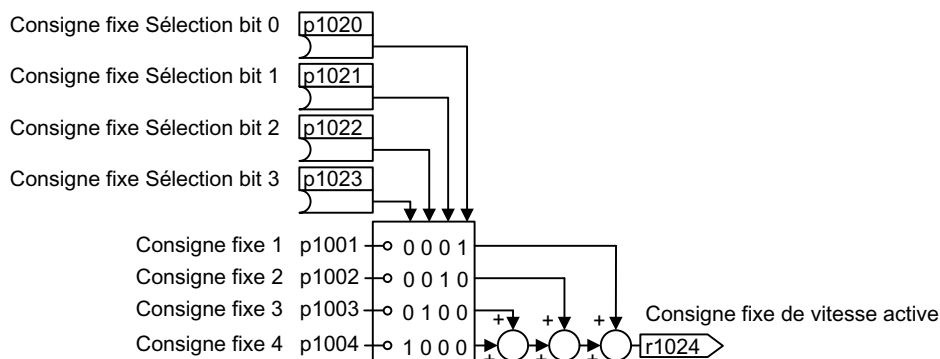 Consigne fixe Sélection bit 0 p1020
Consigne fixe Sélection bit 1 p1021
Consigne fixe Sélection bit 2 p1022
Consigne fixe Sélection bit 3 p1023
Consigne fixe 1 p1001 0 0 0 1
Consigne fixe 2 p1002 0 0 1 0
Consigne fixe 3 p1003 0 1 0 0
Consigne fixe de vitesse active
+ + +
Consigne fixe 4 p1004 1 0 0 0 r1024
+ + +